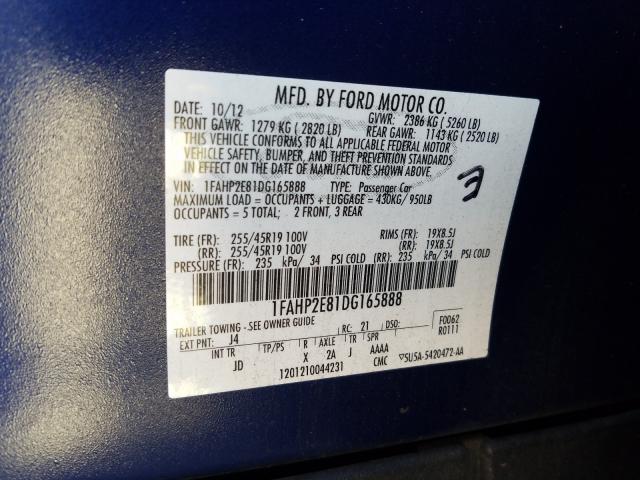 MFD. BY FORD MOTOR CO.
DATE: 10/12 GVWR: 2386 KG ( 5260 LB)
FRONT GAWR: 1279 KG ( 2820 LB) REAR GAWR: 1143 KG ( 2520 LB)
THIS VEHICLE CONFORMS TO ALL APPLICABLE FEDERAL MOTOR
VEHICLE SAFETY, BUMPER, AND THEFT PREVENTION STANDARDS
IN EFFECT ON THE DATE OF MANUFACTURE SHOWN ABOVE.
VIN: 1FAHP2E81DG165888 TYPE: Passenger Car
MAXIMUM LOAD = OCCUPANTS + LUGGAGE = 430KG/ 950LB
OCCUPANTS = 5 TOTAL; 2 FRONT, 3 REAR
TIRE (FR): 255/45R19 100V RIMS (FR): 19X8.5J
(RR): 255/45R19 100V (RR): 19X8.5J
PRESSURE (FR): 235 kPa/ 34 PSI COLD (RR): 235 kPa/ 34 PSI COLD
1FAHP2E81DG165888
TRAILER TOWING - SEE OWNER GUIDE
EXT PNT: J4 RC: 21 DSO: F0062
R0111
INT TR TP/PS R AXLE TR SPR
JD X 2A J AAAA
1201210044231 CMC ▽SU5A-5420472-AA